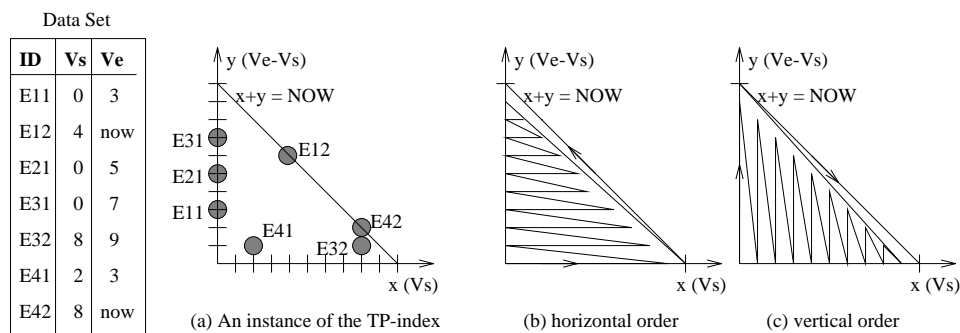 Data Set
ID Vs Ve
E11 0 3
E12 4 now
E21 0 5
E31 0 7
E32 8 9
E41 2 3
E42 8 now
y (Ve-Vs)
x+y = NOW
E31
E12
E21
E11
E41
E42
E32
x (Vs)
(a) An instance of the TP-index
y (Ve-Vs)
x+y = NOW
x (Vs)
(b) horizontal order
y (Ve-Vs)
x+y = NOW
x (Vs)
(c) vertical order